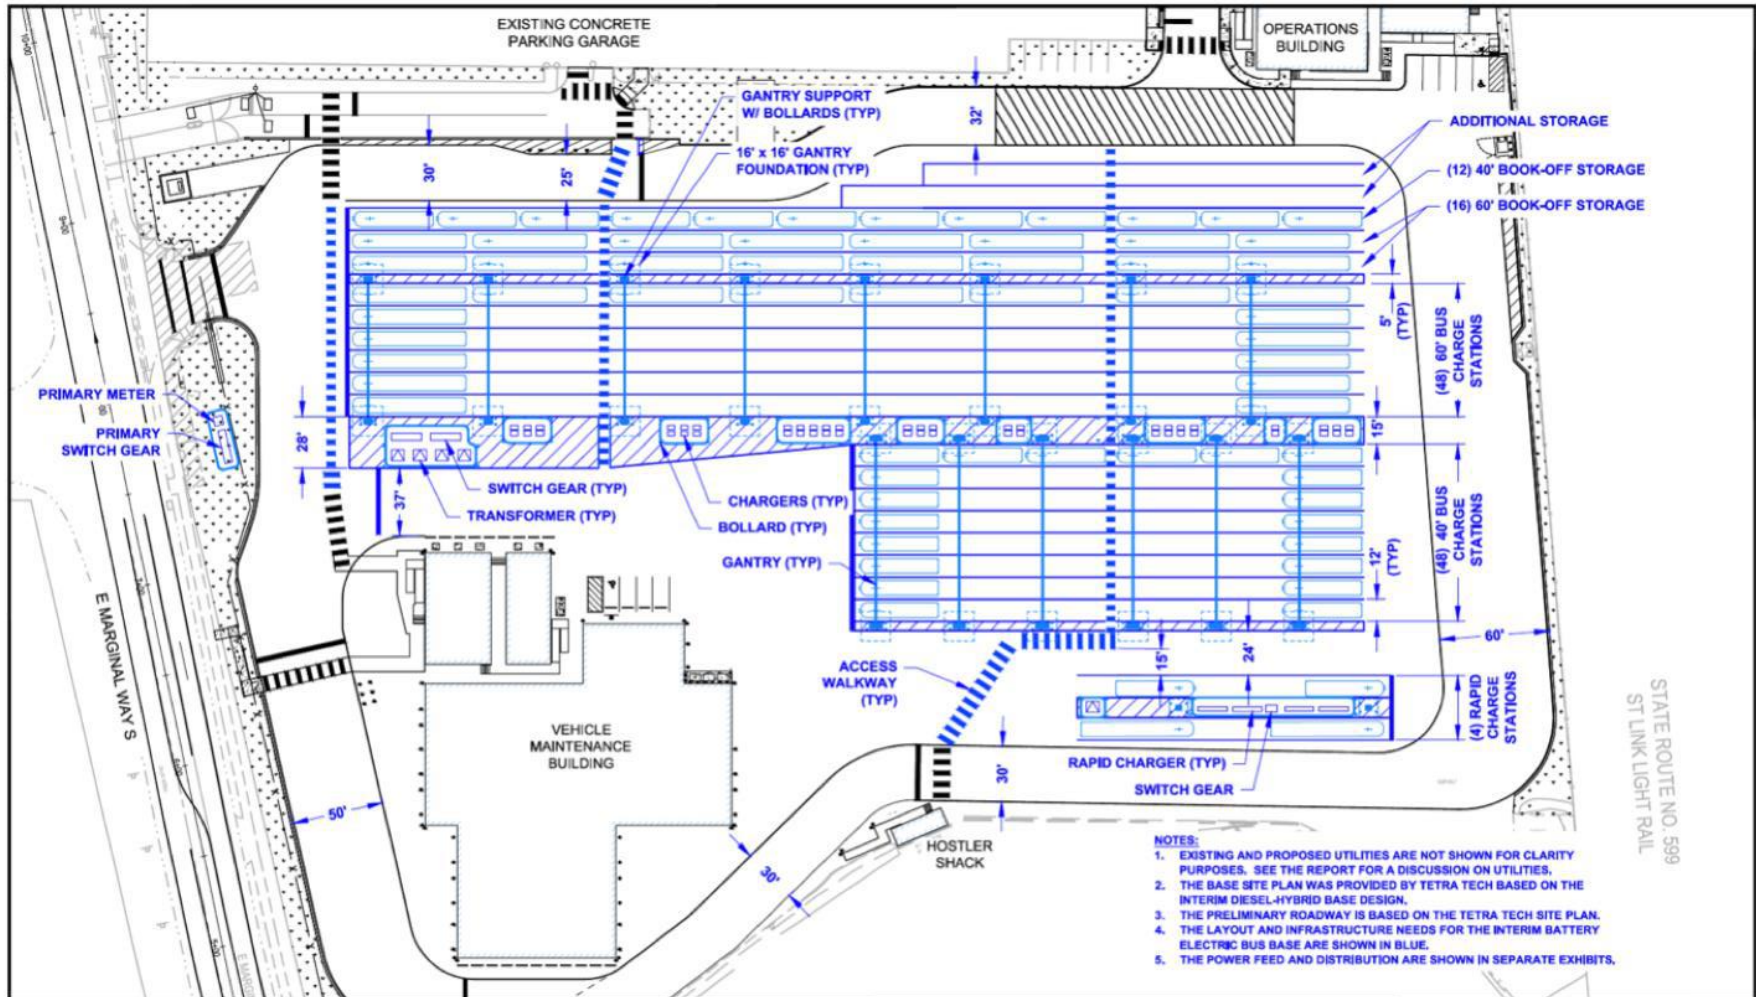 EXISTING CONCRETE
PARKING GARAGE
OPERATIONS
BUILDING
GANTRY SUPPORT
W/ BOLLARDS (TYP)
32'
ADDITIONAL STORAGE
16' x 16' GANTRY
FOUNDATION (TYP)
30'
25'
(12) 40' BOOK-OFF STORAGE
(16) 60' BOOK-OFF STORAGE
5'
(TYP)
(48) 60' BUS
CHARGE
STATIONS
PRIMARY METER
PRIMARY
SWITCH GEAR
28'
15'
37'
SWITCH GEAR (TYP)
TRANSFORMER (TYP)
CHARGERS (TYP)
BOLLARD (TYP)
GANTRY (TYP)
12'
(TYP)
(48) 40' BUS
CHARGE
STATIONS
E MARGINAL WAY S
60'
15'
24'
ACCESS
WALKWAY
(TYP)
(4) RAPID
CHARGE
STATIONS
STATE ROUTE NO. 599
ST LINK LIGHT RAIL
VEHICLE
MAINTENANCE
BUILDING
RAPID CHARGER (TYP)
SWITCH GEAR
30'
50'
30'
HOSTLER
SHACK
NOTES:
1. EXISTING AND PROPOSED UTILITIES ARE NOT SHOWN FOR CLARITY
PURPOSES. SEE THE REPORT FOR A DISCUSSION ON UTILITIES.
2. THE BASE SITE PLAN WAS PROVIDED BY TETRA TECH BASED ON THE
INTERIM DIESEL-HYBRID BASE DESIGN.
3. THE PRELIMINARY ROADWAY IS BASED ON THE TETRA TECH SITE PLAN.
4. THE LAYOUT AND INFRASTRUCTURE NEEDS FOR THE INTERIM BATTERY
ELECTRIC BUS BASE ARE SHOWN IN BLUE.
5. THE POWER FEED AND DISTRIBUTION ARE SHOWN IN SEPARATE EXHIBITS.